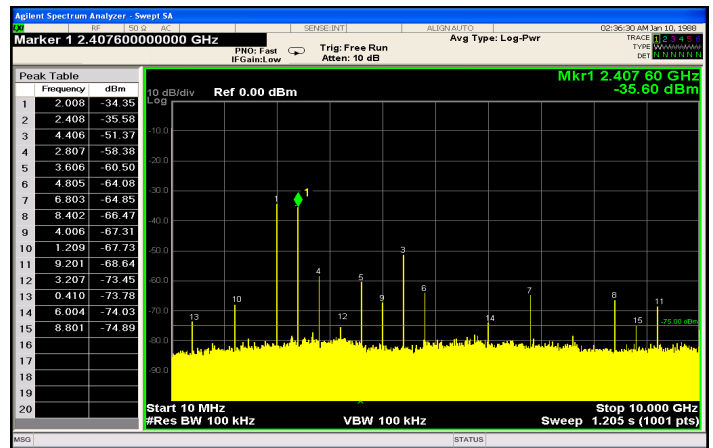 Agilent Spectrum Analyzer - Swept SA
RF 50 Ω AC SENSE:INT ALIGN AUTO 02:36:30 AM Jan 10, 1988
Marker 1 2.407600000000 GHz
PNO: Fast
IFGain:Low
Trig: Free Run
Atten: 10 dB
Avg Type: Log-Pwr
TRACE 1 2 3 4 5 6
TYPE
DET N N N N N N
Peak Table
Frequency dBm
1 2.008 -34.35
2 2.408 -35.58
3 4.406 -51.37
4 2.807 -58.38
5 3.606 -60.50
6 4.805 -64.08
7 6.803 -64.85
8 8.402 -66.47
9 4.006 -67.31
10 1.209 -67.73
11 9.201 -68.64
12 3.207 -73.45
13 0.410 -73.78
14 6.004 -74.03
15 8.801 -74.89
16
17
18
19
20
Mkr1 2.407 60 GHz
-35.60 dBm
10 dB/div Ref 0.00 dBm
Log
-10.0
-20.0
-30.0
-40.0
-50.0
-60.0
-70.0
-80.0
-90.0
1
1
3
4
5
6
7
8
9
10
11
12
13
14
15
-75.00 dBm
Start 10 MHz Stop 10.000 GHz
#Res BW 100 kHz VBW 100 kHz Sweep 1.205 s (1001 pts)
MSG STATUS